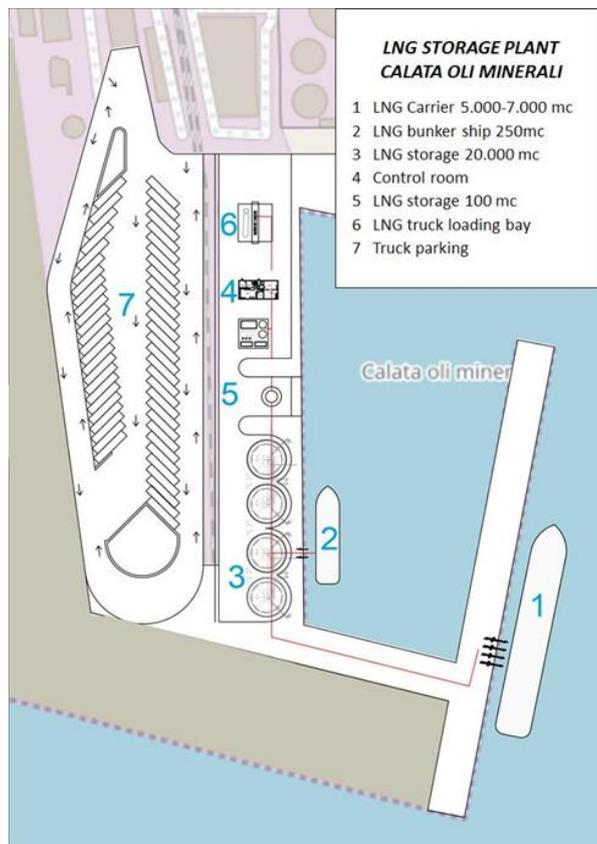 LNG STORAGE PLANT
CALATA OLI MINERALI
1 LNG Carrier 5.000-7.000 mc
2 LNG bunker ship 250mc
3 LNG storage 20.000 mc
4 Control room
5 LNG storage 100 mc
6 LNG truck loading bay
7 Truck parking
6
4
7
Calata oli miner
5
2
3
1